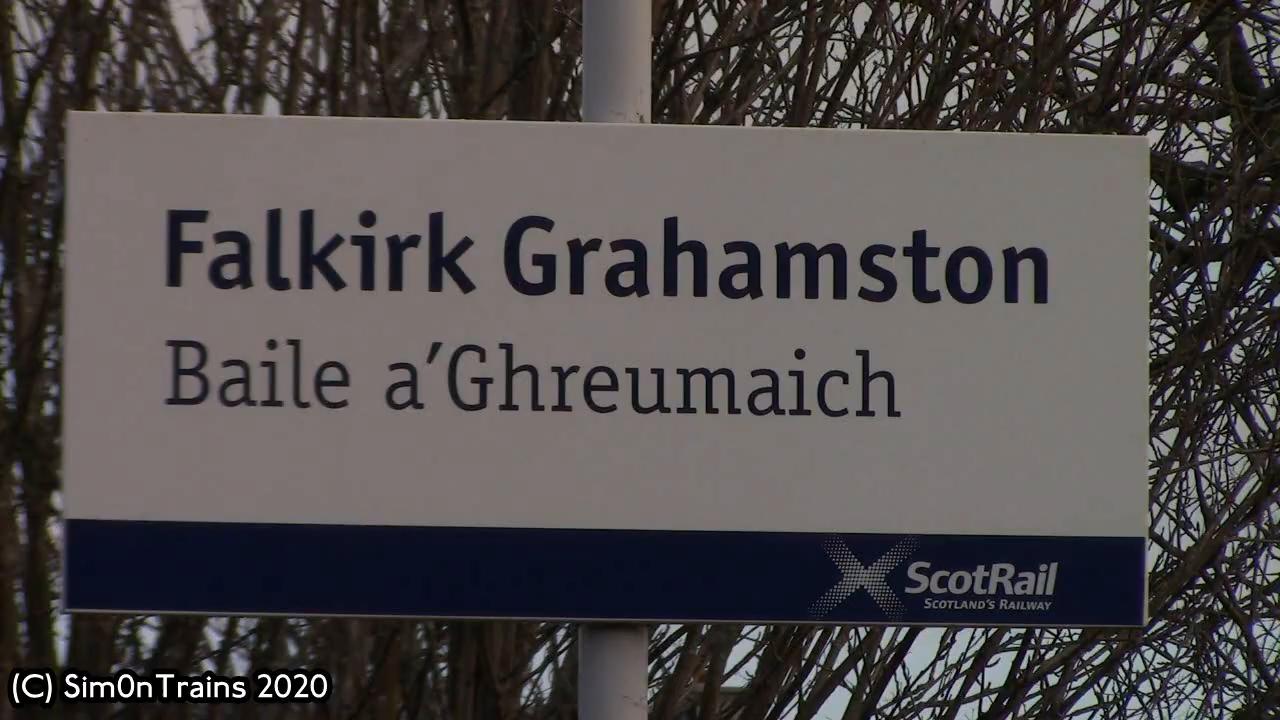 Falkirk Grahamston
Baile a'Ghreumaich
ScotRail
SCOTLAND'S RAILWAY
(C) Sim0nTrains 2020